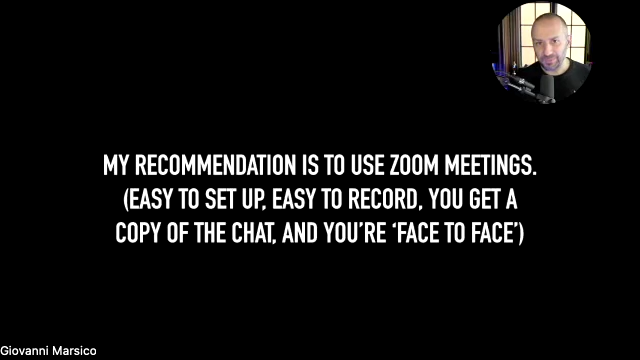 MY RECOMMENDATION IS TO USE ZOOM MEETINGS.
(EASY TO SET UP, EASY TO RECORD, YOU GET A
COPY OF THE CHAT, AND YOU’RE ‘FACE TO FACE’)
Giovanni Marsico